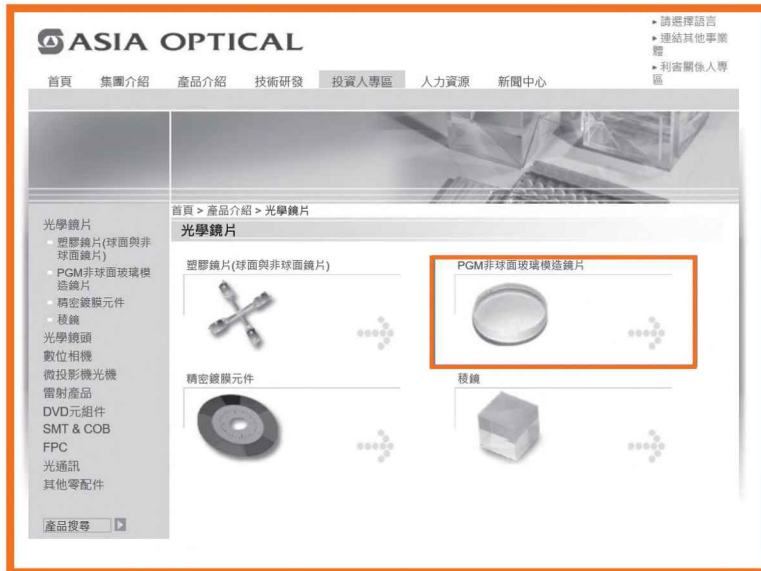 ASIA OPTICAL
▸請選擇語言
▸連結其他事業
體
▸利害關係人專
區
首頁 集團介紹 產品介紹 技術研發 投資人專區 人力資源 新聞中心
首頁 > 產品介紹 > 光學鏡片
光學鏡片
光學鏡片
塑膠鏡片(球面與非
球面鏡片)
PGM非球面玻璃模
造鏡片
精密鍍膜元件
稜鏡
光學鏡頭
數位相機
微投影機光機
雷射產品
DVD元組件
SMT & COB
FPC
光通訊
其他零配件
產品搜尋
塑膠鏡片(球面與非球面鏡片)
PGM非球面玻璃模造鏡片
精密鍍膜元件
稜鏡